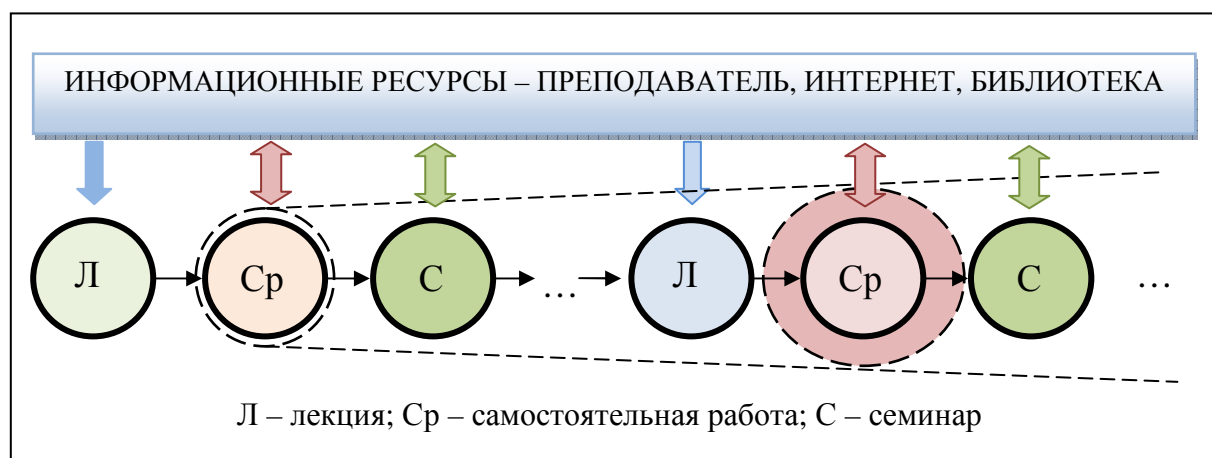 ИНФОРМАЦИОННЫЕ РЕСУРСЫ – ПРЕПОДАВАТЕЛЬ, ИНТЕРНЕТ, БИБЛИОТЕКА
Л Ср С … Л Ср С …
Л – лекция; Ср – самостоятельная работа; С – семинар